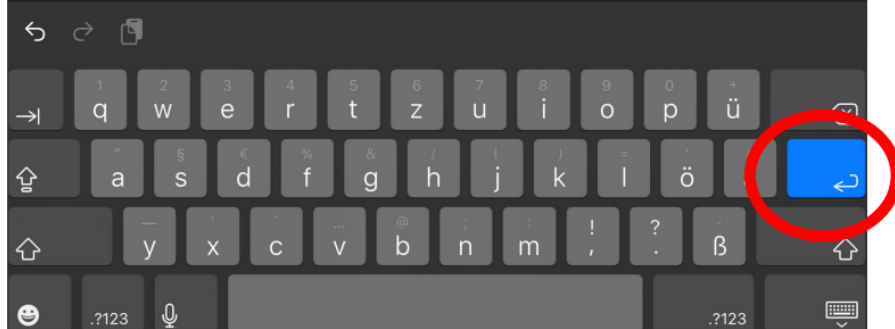 1 2 3 4 5 6 7 8 9 0 +
q w e r t z u i o p ü
" § € % & / ( ) = '
a s d f g h j k l ö
— ` ' ... @ ; : ! ? -
y x c v b n m , . ß
.?123 .?123